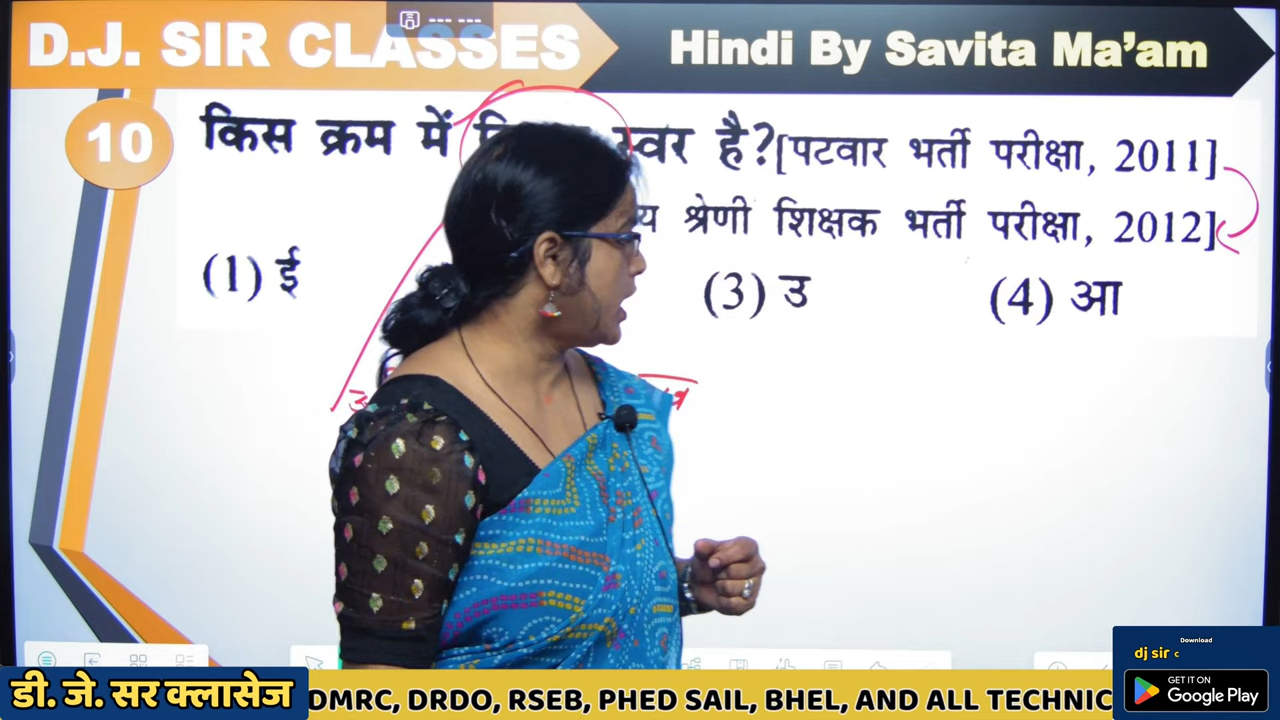 D.J. SIR CLASSES
Hindi By Savita Ma’am
10
किस क्रम में स्वर है? [पटवार भर्ती परीक्षा, 2011]
श्रेणी शिक्षक भर्ती परीक्षा, 2012]
(1) ई (3) उ (4) आ
डी. जे. सर क्लासेज
DMRC, DRDO, RSEB, PHED SAIL, BHEL, AND ALL TECHNIC
Download
dj sir c
GET IT ON
Google Play